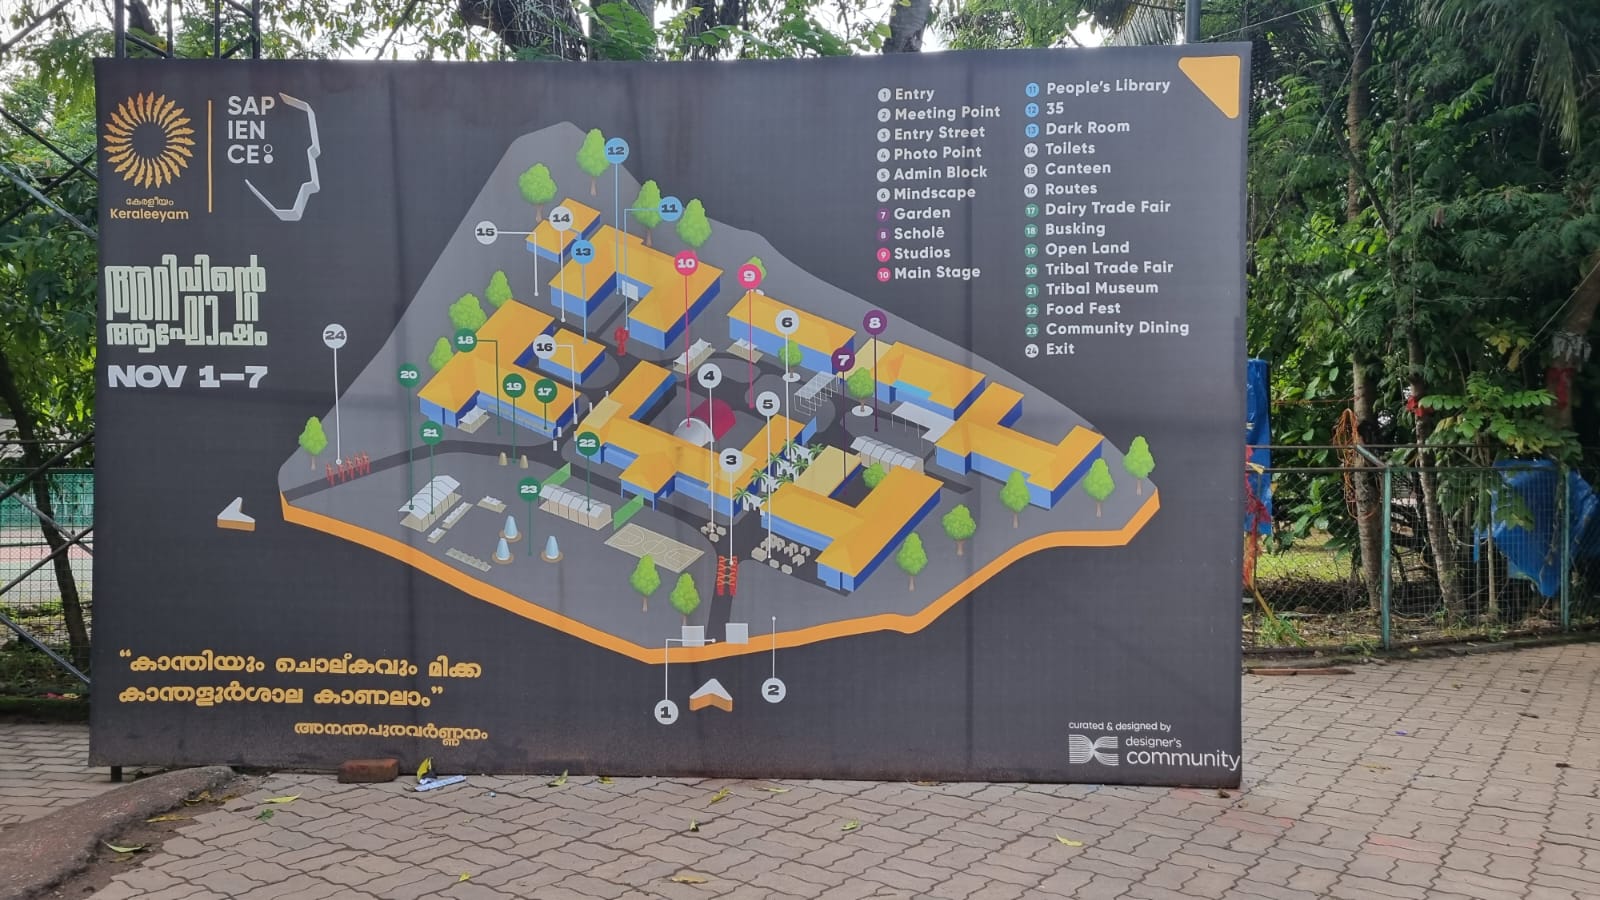 കേരളീയം
Keraleeyam
SAP
IEN
CE:
അറിവിന്റെ
ആഘോഷം
NOV 1–7
1 Entry
2 Meeting Point
3 Entry Street
4 Photo Point
5 Admin Block
6 Mindscape
7 Garden
8 Scholē
9 Studios
10 Main Stage
11 People's Library
12 35
13 Dark Room
14 Toilets
15 Canteen
16 Routes
17 Dairy Trade Fair
18 Busking
19 Open Land
20 Tribal Trade Fair
21 Tribal Museum
22 Food Fest
23 Community Dining
24 Exit
12
11
14
15
13
10
9
6
8
24
18
16
7
20
19
17
4
5
21
22
3
23
1
2
“കാന്തിയും ചൊല്കവും മിക്ക
കാന്തളൂർശാല കാണലാം”
അനന്തപുരവർണ്ണനം
curated & designed by
designer's
community